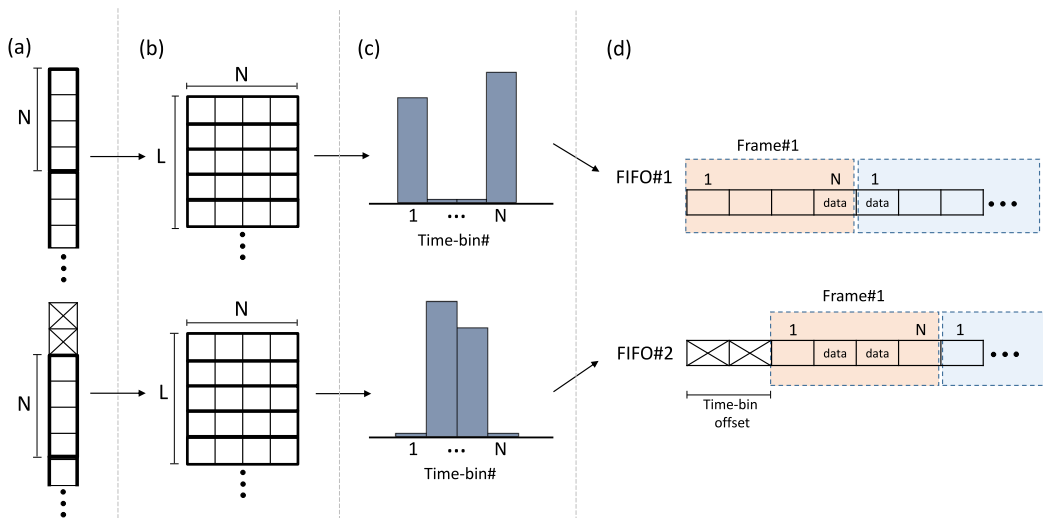 (a)
(b)
(c)
(d)
N
N
L
1 ... N
Time-bin#
Frame#1
FIFO#1
1 N 1
data data
N
N
L
1 ... N
Time-bin#
Frame#1
FIFO#2
1 N 1
data data
Time-bin
offset